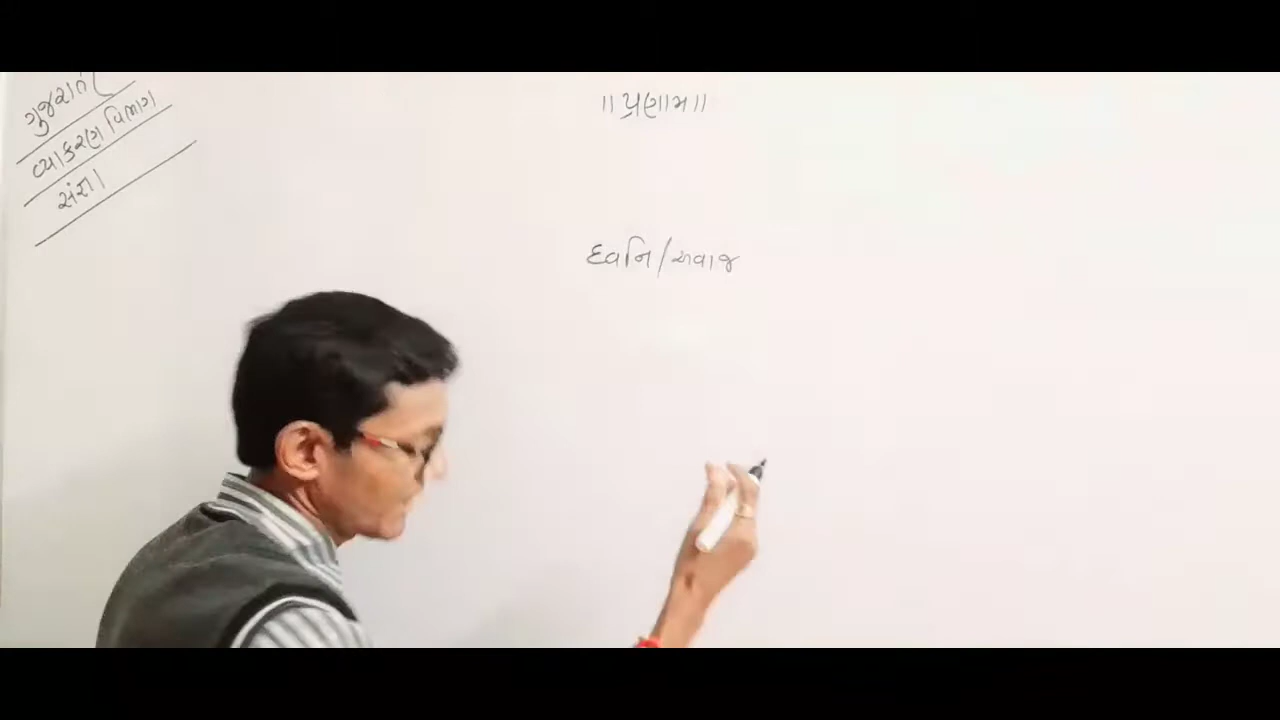 ગુજરાતી
વ્યાકરણ વિભાગ
સંજ્ઞા
॥ પ્રણામ ॥
ધ્વનિ/અવાજ